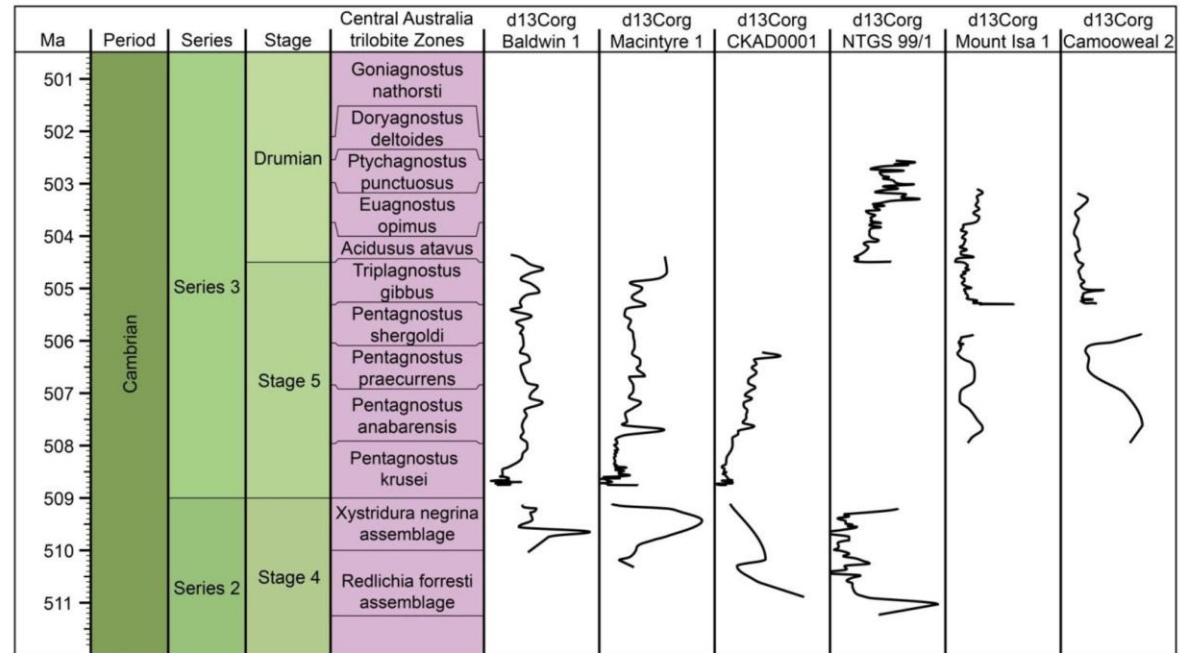 d13Corg
Central Australia
d13Corg
d13Corg
d13Corg
d13Corg
d13Corg
Ma
Period
Series
Stage
trilobite Zones
Baldwin 1
Macintyre 1
CKAD0001
NTGS 99/1
Mount Isa 1
Camooweal 2
501
502
503
504
505
506
507
508
509
510
511
Cambrian
Series 3
Series 2
Drumian
Stage 5
Stage 4
Goniagnostus
nathorsti
Doryagnostus
deltoides
Ptychagnostus
punctuosus
Euagnostus
opimus
Acidusus atavus
Triplagnostus
gibbus
Pentagnostus
shergoldi
Pentagnostus
praecurrens
Pentagnostus
anabarensis
Pentagnostus
krusei
Xystridura negrina
assemblage
Redlichia forresti
assemblage